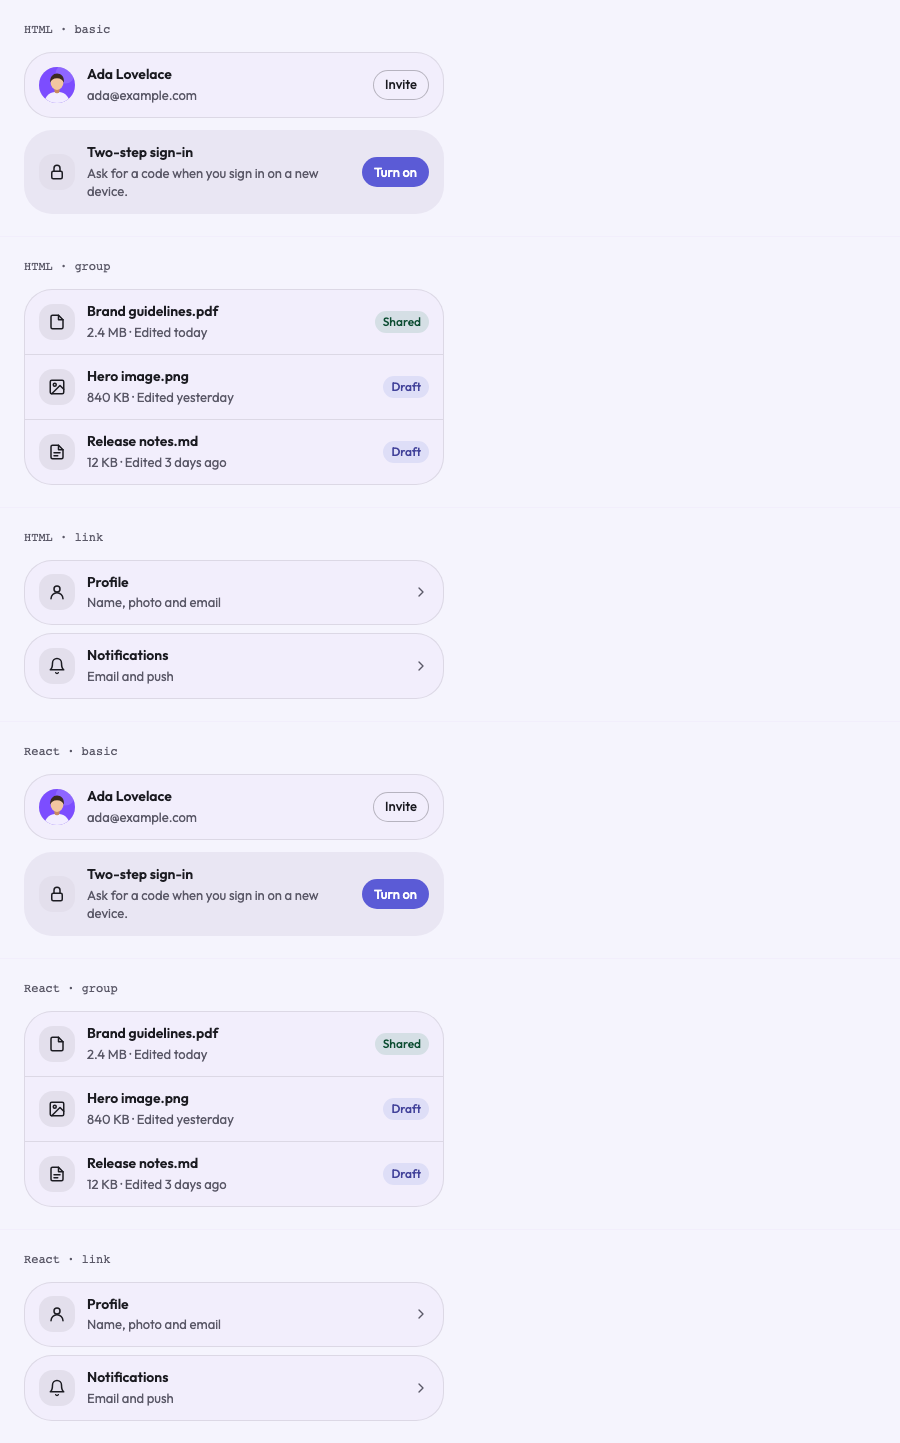 HTML · basic
Ada Lovelace
ada@example.com
Invite
Two-step sign-in
Ask for a code when you sign in on a new
device.
Turn on
HTML · group
Brand guidelines.pdf
2.4 MB · Edited today
Shared
Hero image.png
840 KB · Edited yesterday
Draft
Release notes.md
12 KB · Edited 3 days ago
Draft
HTML · link
Profile
Name, photo and email
Notifications
Email and push
React · basic
Ada Lovelace
ada@example.com
Invite
Two-step sign-in
Ask for a code when you sign in on a new
device.
Turn on
React · group
Brand guidelines.pdf
2.4 MB · Edited today
Shared
Hero image.png
840 KB · Edited yesterday
Draft
Release notes.md
12 KB · Edited 3 days ago
Draft
React · link
Profile
Name, photo and email
Notifications
Email and push